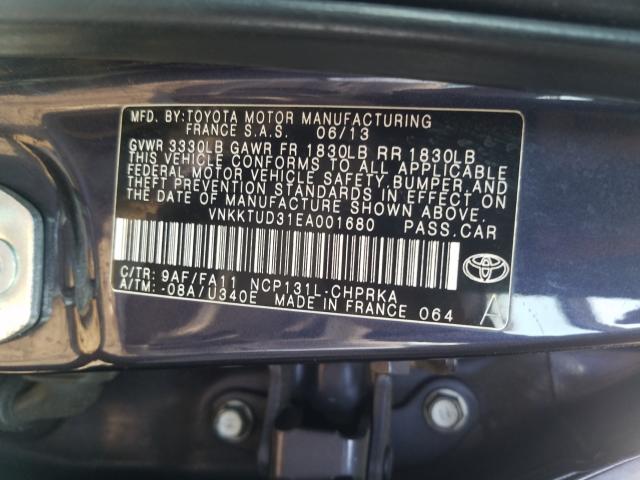 MFD. BY:TOYOTA MOTOR MANUFACTURING
FRANCE S.A.S. 06/13
GVWR 3330LB GAWR FR 1830LB RR 1830LB
THIS VEHICLE CONFORMS TO ALL APPLICABLE
FEDERAL MOTOR VEHICLE SAFETY, BUMPER, AND
THEFT PREVENTION STANDARDS IN EFFECT ON
THE DATE OF MANUFACTURE SHOWN ABOVE.
VNKKTUD31EA001680 PASS.CAR
C/TR: 9AF/FA11 NCP131L-CHPRKA
A/TM: -08A/U340E MADE IN FRANCE 064 A